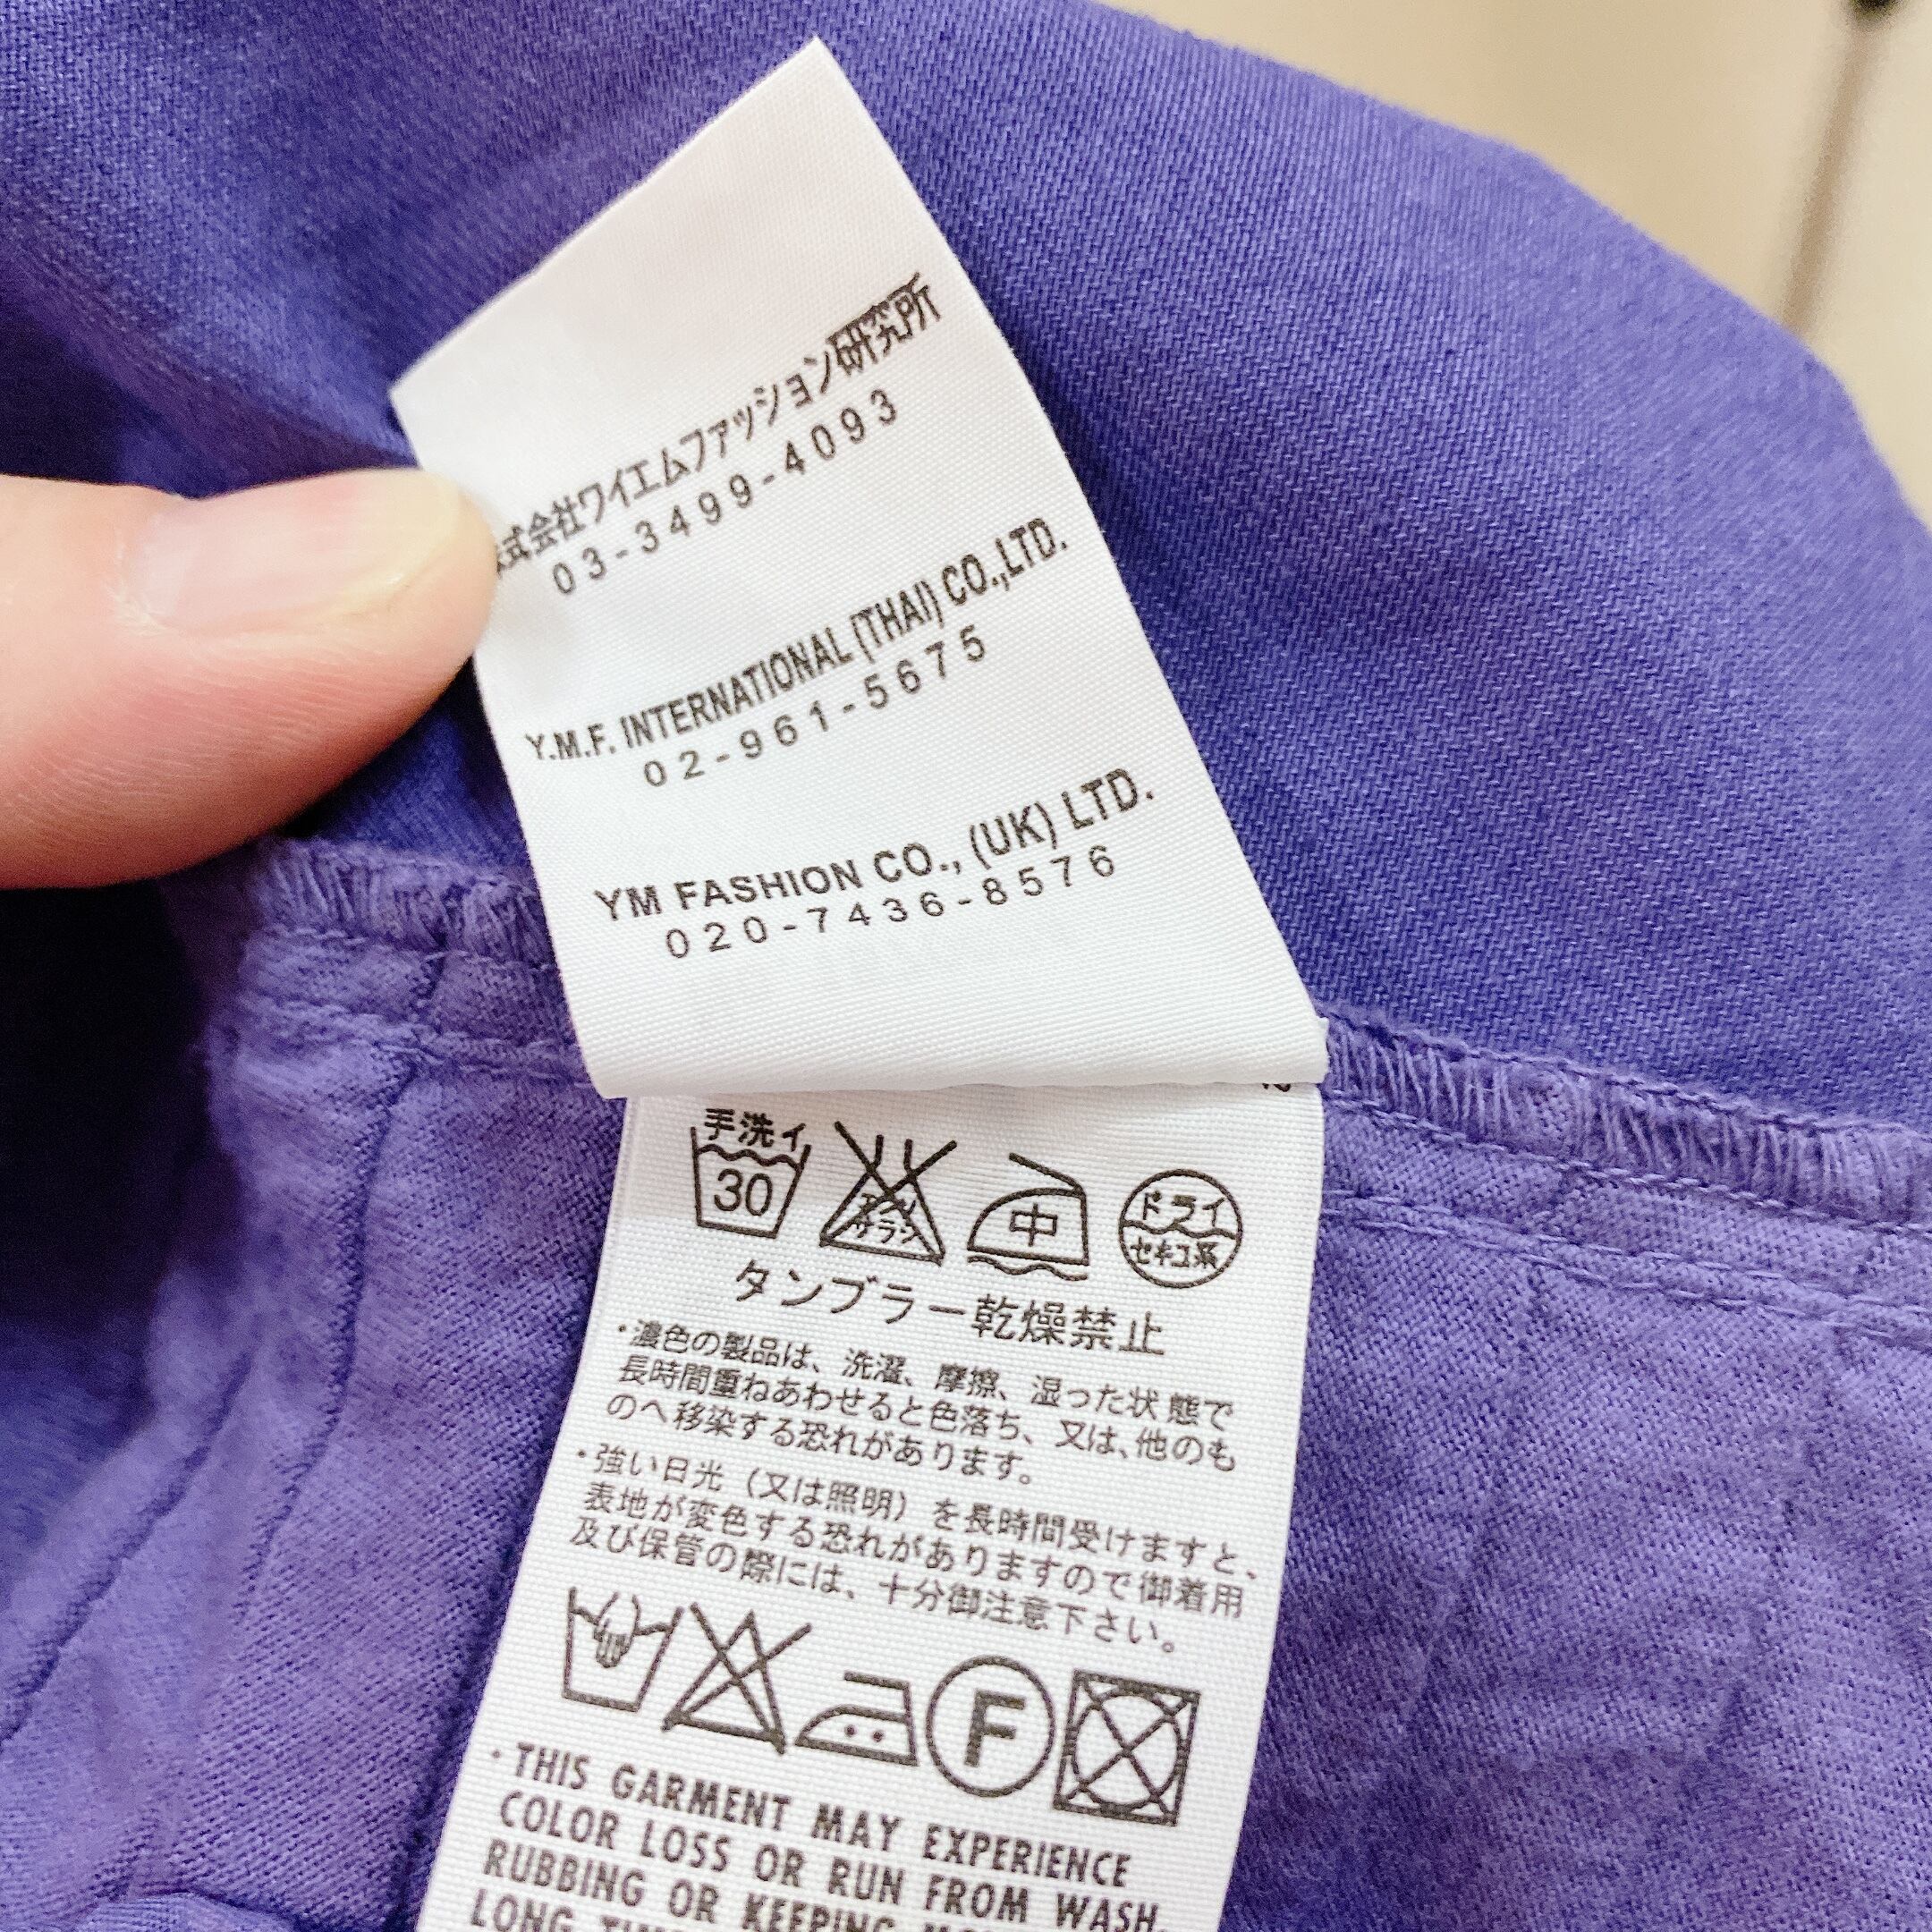 式会社ワイエムファッション研究所
03-3499-4093
Y.M.F. INTERNATIONAL (THAI) CO.,LTD.
02-961-5675
YM FASHION CO., (UK) LTD.
020-7436-8576
手洗イ
30
エンソ
サラシ
中
ドライ
セキユ系
タンブラー乾燥禁止
・濃色の製品は、洗濯、摩擦、湿った状態で
長時間重ねあわせると色落ち、又は、他のも
のへ移染する恐れがあります。
・強い日光（又は照明）を長時間受けますと、
表地が変色する恐れがありますので御着用
及び保管の際には、十分御注意下さい。
F
・THIS GARMENT MAY EXPERIENCE
COLOR LOSS OR RUN FROM WASH,
RUBBING OR KEEPING
LONG